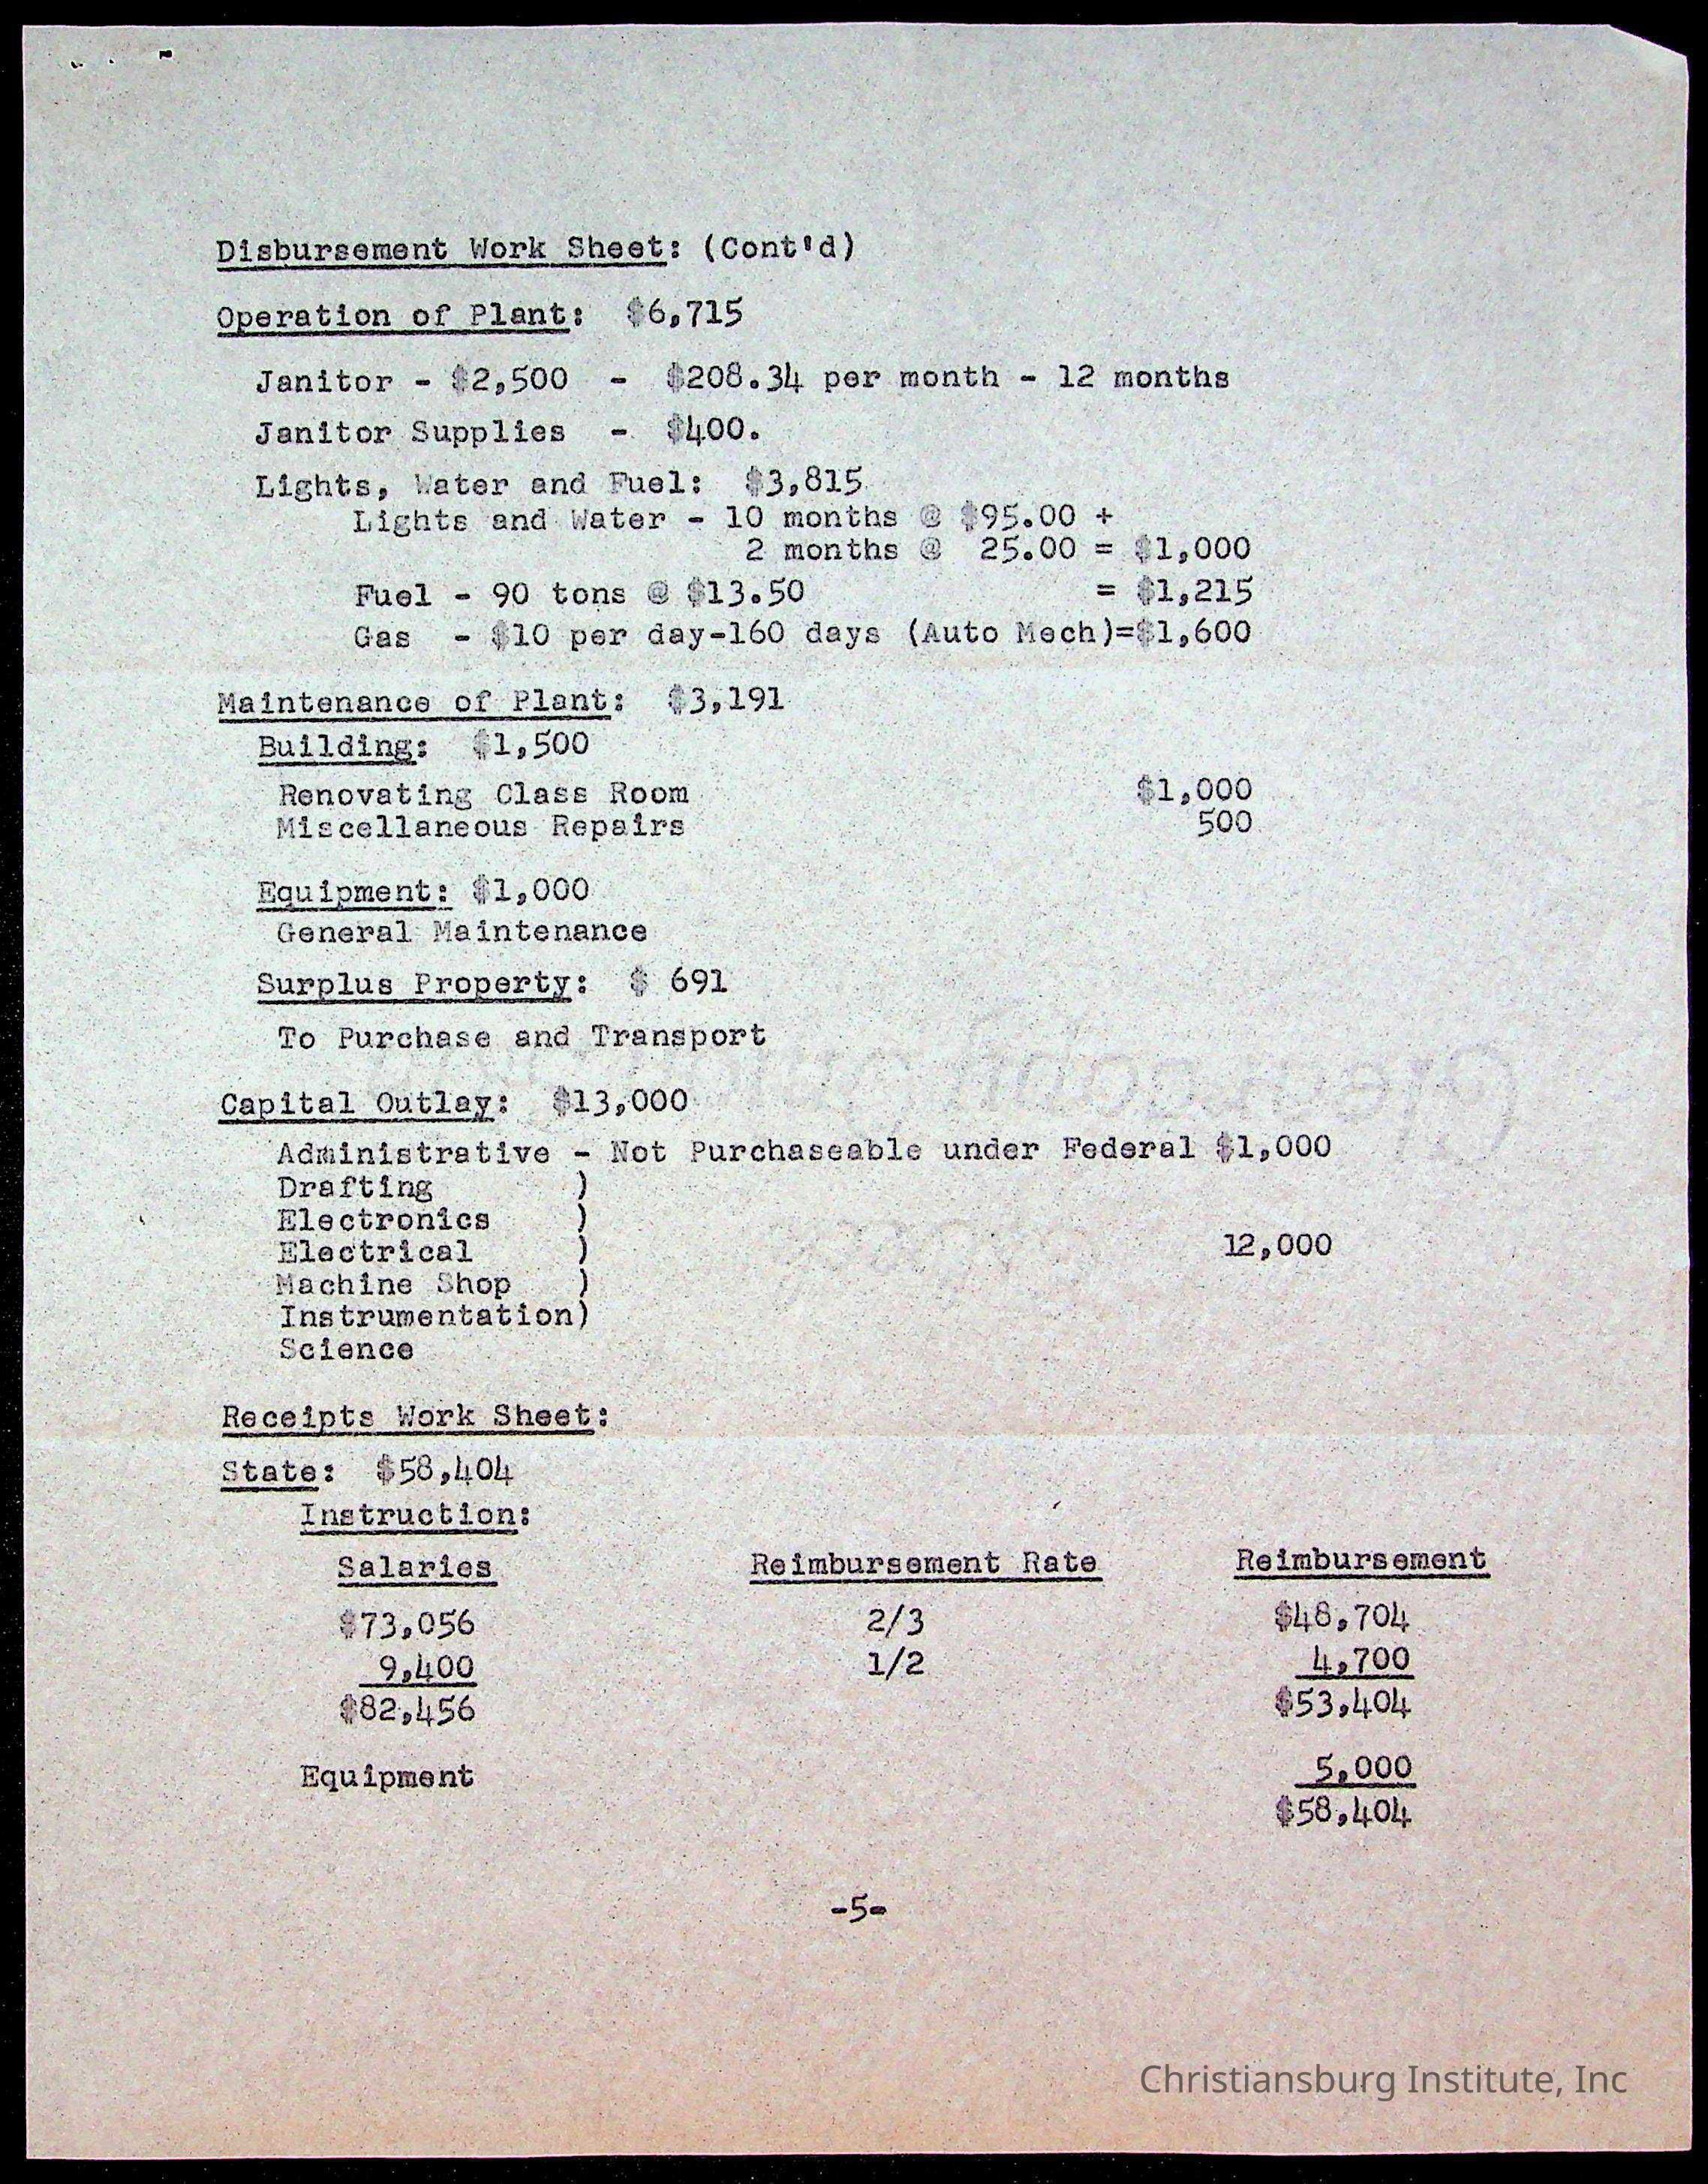 Disbursement Work Sheet: (Cont'd)
Operation of Plant: $6,715
Janitor - $2,500 - $208.34 per month - 12 months
Janitor Supplies - $400.
Lights, Water and Fuel: $3,815
Lights and Water - 10 months @ $95.00 +
2 months @ 25.00 = $1,000
Fuel - 90 tons @ $13.50 = $1,215
Gas - $10 per day-160 days (Auto Mech)=$1,600
Maintenance of Plant: $3,191
Building: $1,500
Renovating Class Room $1,000
Miscellaneous Repairs 500
Equipment: $1,000
General Maintenance
Surplus Property: $ 691
To Purchase and Transport
Capital Outlay: $13,000
Administrative - Not Purchaseable under Federal $1,000
Drafting )
Electronics )
Electrical ) 12,000
Machine Shop )
Instrumentation)
Science
Receipts Work Sheet:
State: $58,404
Instruction:
Salaries Reimbursement Rate Reimbursement
$73,056 2/3 $48,704
9,400 1/2 4,700
$82,456 $53,404
Equipment 5,000
$58,404
-5-
Christiansburg Institute, Inc